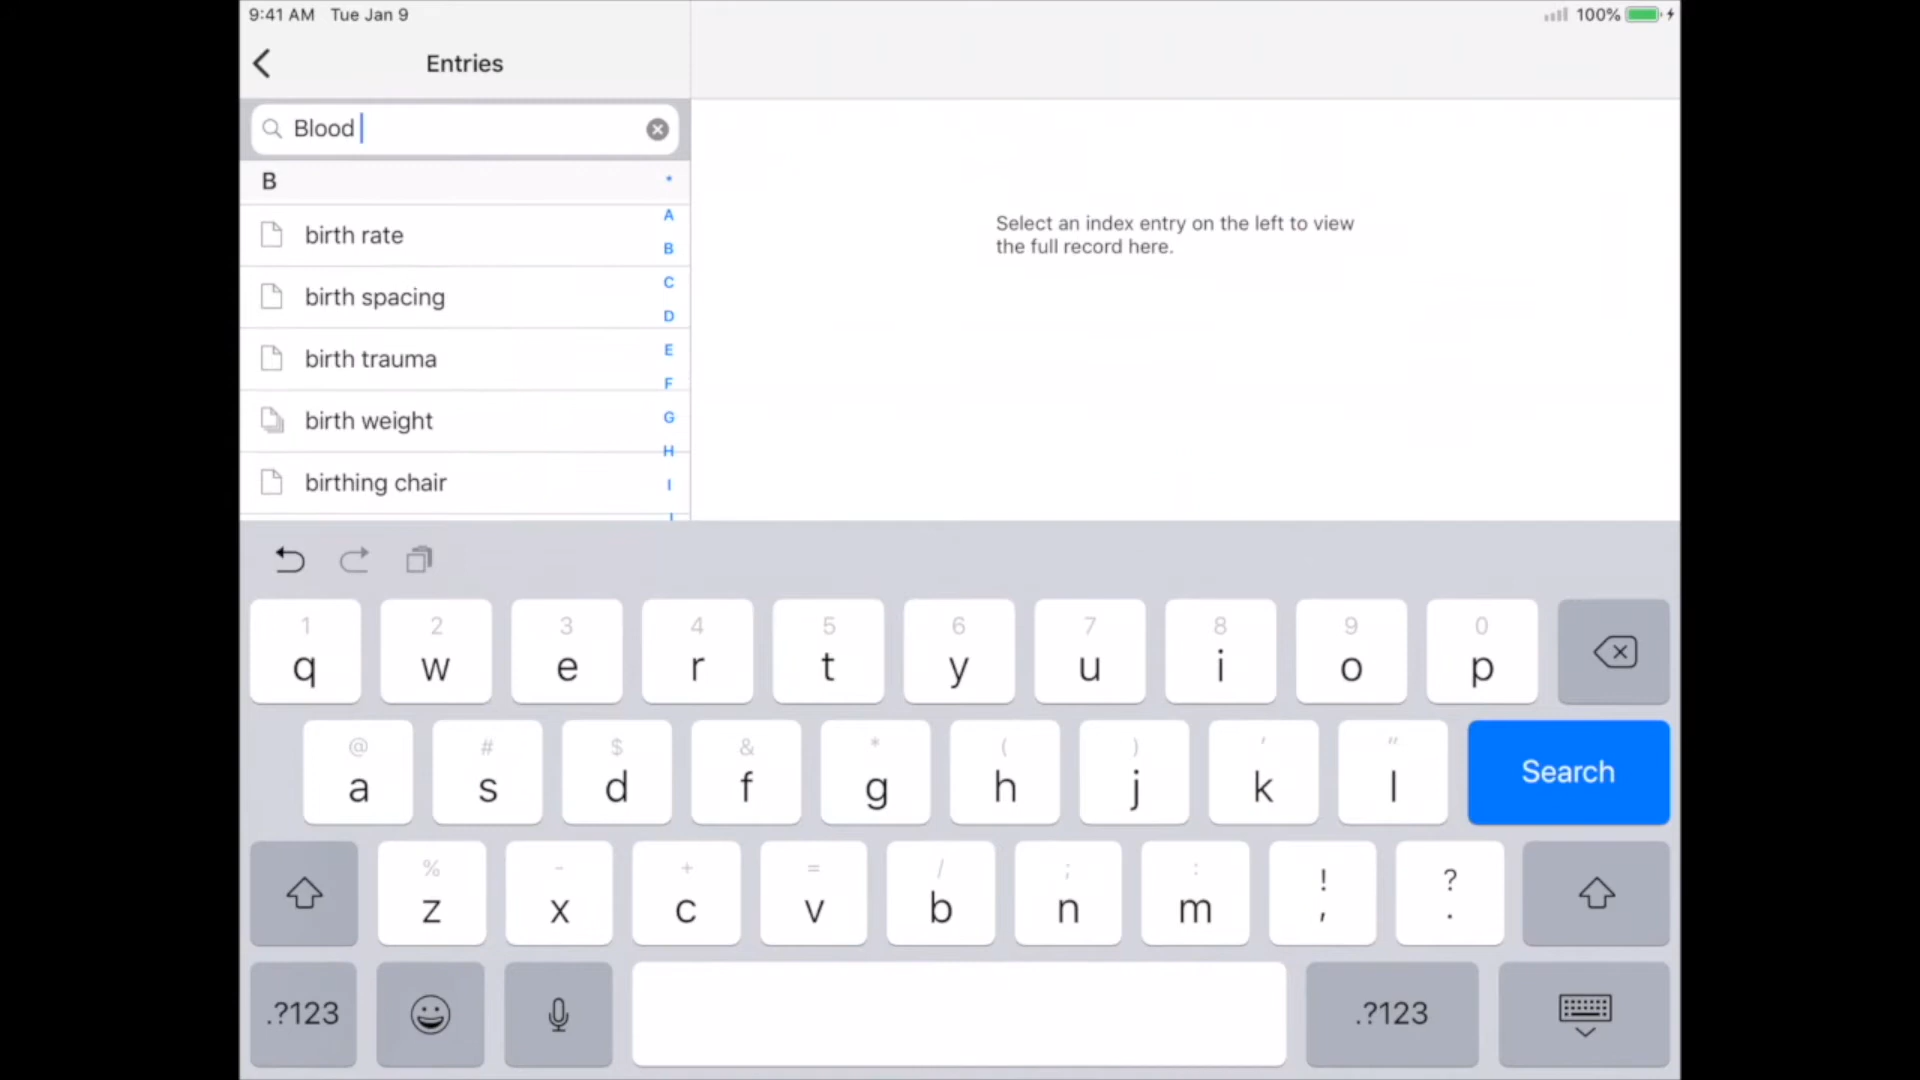 9:41 AM Tue Jan 9
100%
Entries
Blood
B
*
A
B
C
D
E
F
G
H
I
birth rate
birth spacing
birth trauma
birth weight
birthing chair
Select an index entry on the left to view
the full record here.
1 2 3 4 5 6 7 8 9 0
q w e r t y u i o p
@ # $ & * ( ) ' "
a s d f g h j k l Search
% - + = / ; : ! ?
z x c v b n m , .
.?123 .?123